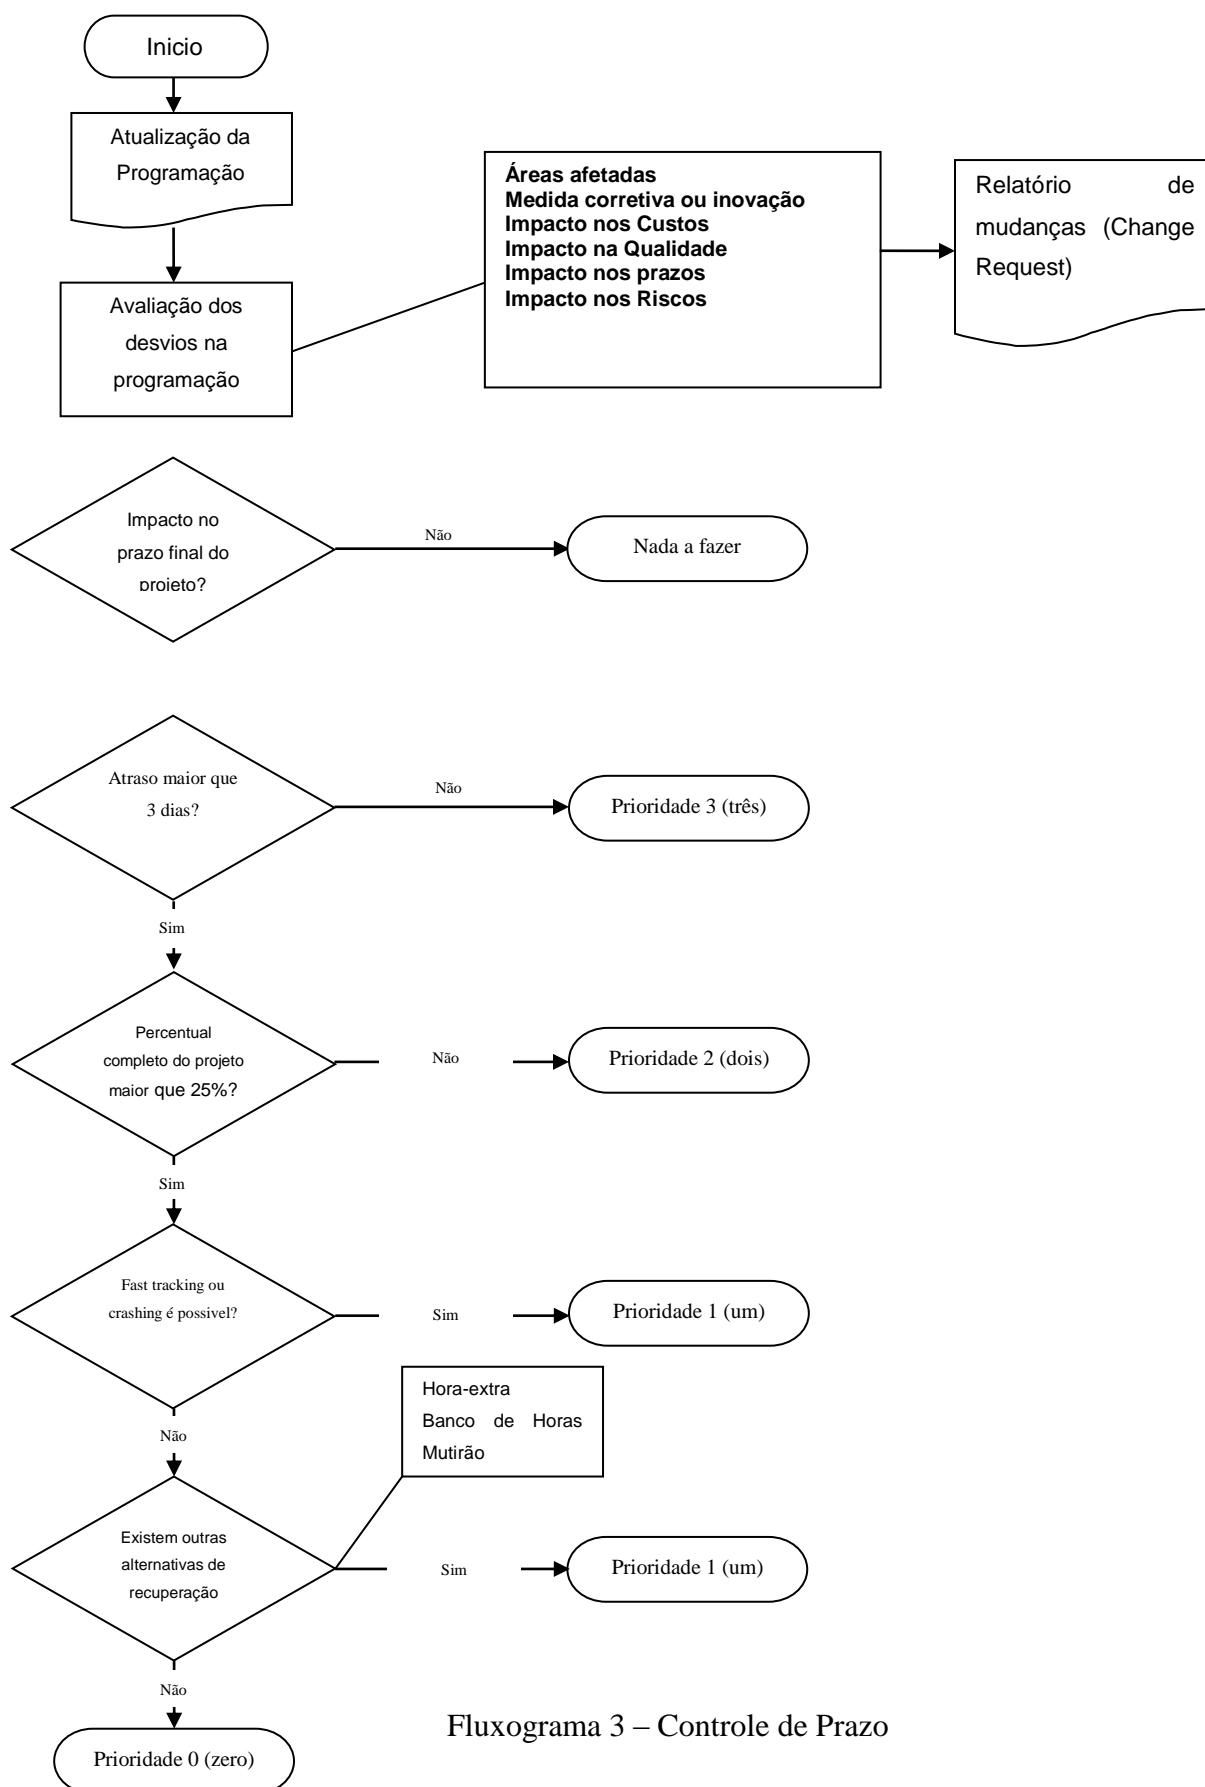 Inicio
Atualização da
Programação
Áreas afetadas
Medida corretiva ou inovação
Impacto nos Custos
Impacto na Qualidade
Impacto nos prazos
Impacto nos Riscos
Relatório de
mudanças (Change
Request)
Avaliação dos
desvios na
programação
Impacto no
prazo final do
projeto?
Não
Nada a fazer
Atraso maior que
3 dias?
Não
Prioridade 3 (três)
Sim
Percentual
completo do projeto
maior que 25%?
Não
Prioridade 2 (dois)
Sim
Fast tracking ou
crashing é possivel?
Sim
Prioridade 1 (um)
Hora-extra
Banco de Horas
Mutirão
Não
Existem outras
alternativas de
recuperação
Sim
Prioridade 1 (um)
Não
Prioridade 0 (zero)
Fluxograma 3 – Controle de Prazo